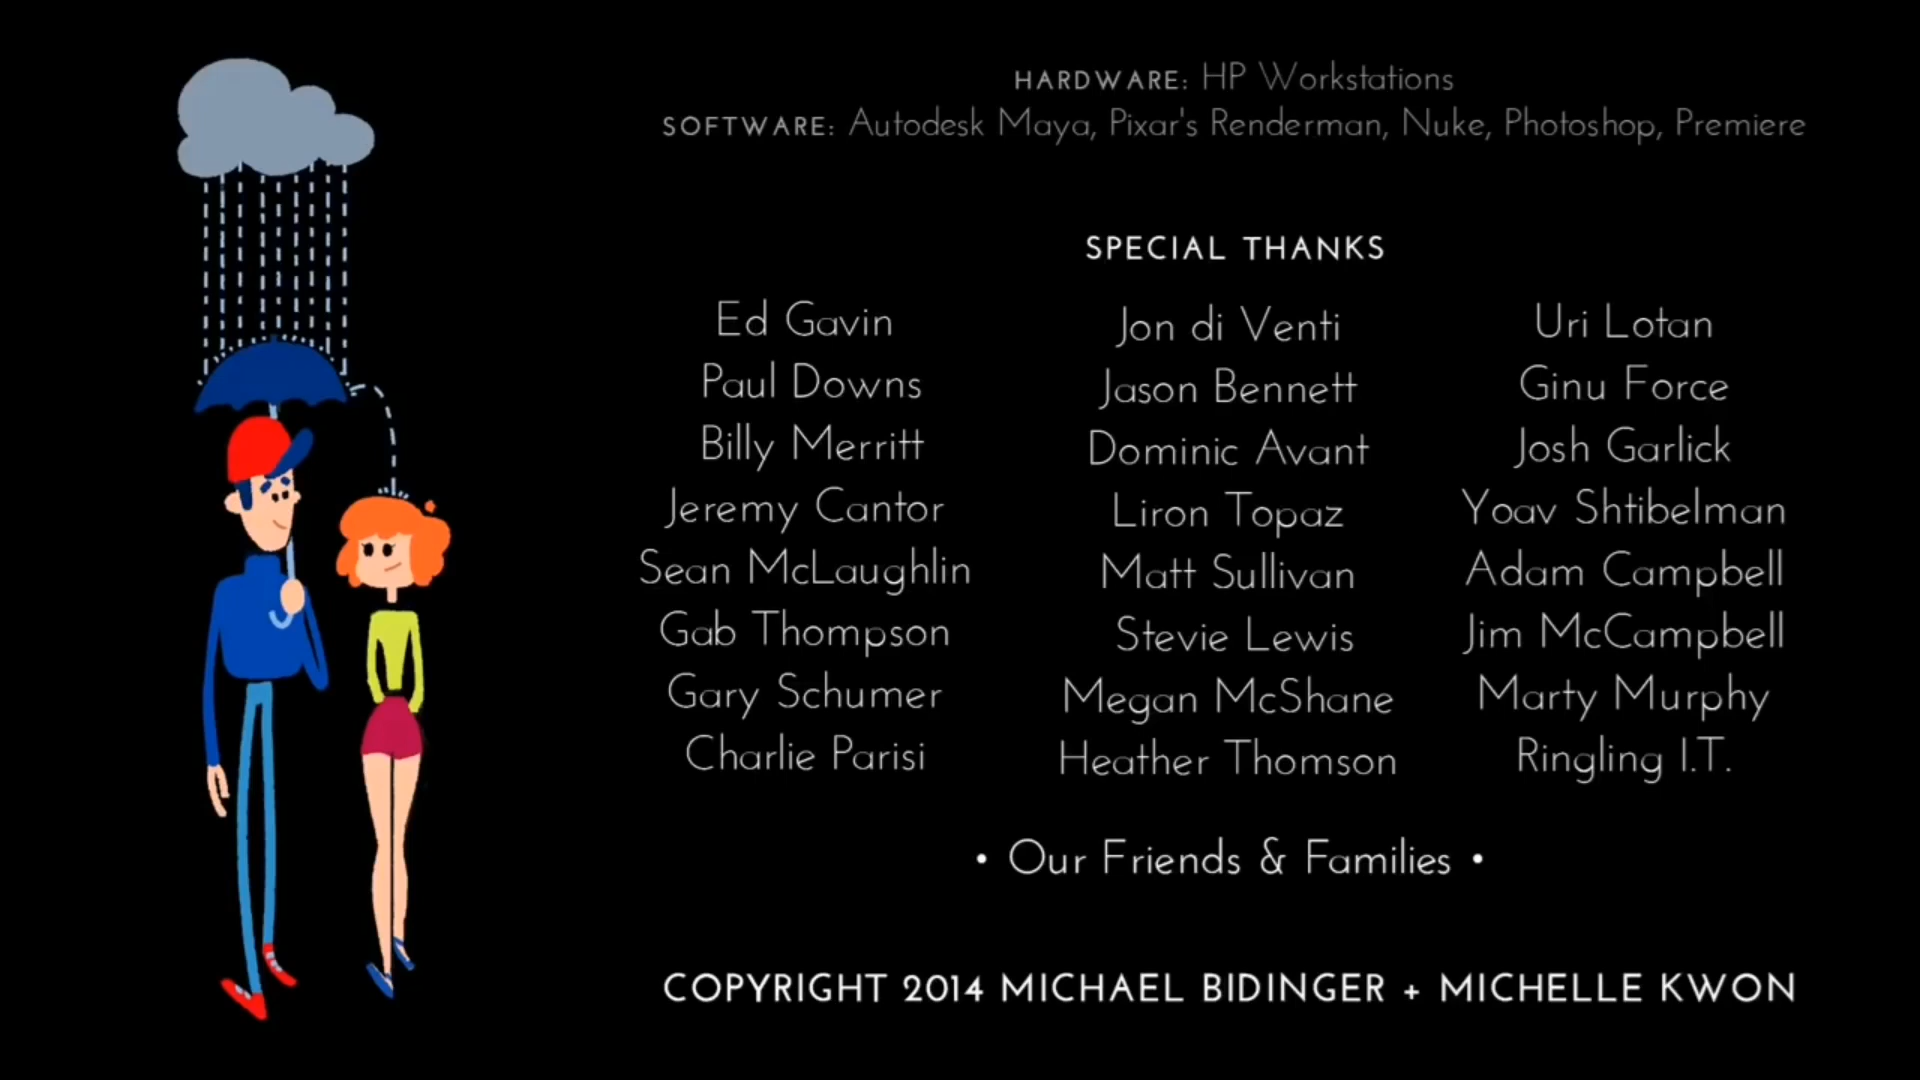 HARDWARE: HP Workstations
SOFTWARE: Autodesk Maya, Pixar's Renderman, Nuke, Photoshop, Premiere
SPECIAL THANKS
Ed Gavin
Paul Downs
Billy Merritt
Jeremy Cantor
Sean McLaughlin
Gab Thompson
Gary Schumer
Charlie Parisi
Jon di Venti
Jason Bennett
Dominic Avant
Liron Topaz
Matt Sullivan
Stevie Lewis
Megan McShane
Heather Thomson
Uri Lotan
Ginu Force
Josh Garlick
Yoav Shtibelman
Adam Campbell
Jim McCampbell
Marty Murphy
Ringling I.T.
• Our Friends & Families •
COPYRIGHT 2014 MICHAEL BIDINGER + MICHELLE KWON